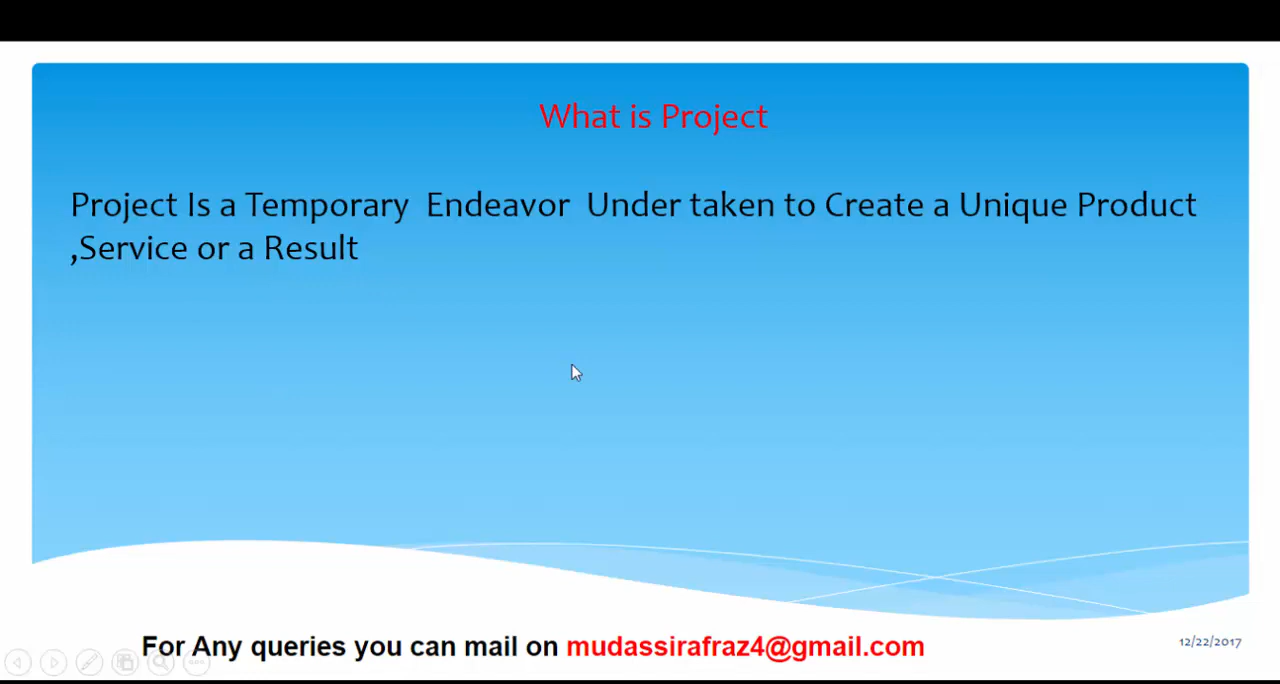 What is Project
Project Is a Temporary Endeavor Under taken to Create a Unique Product
,Service or a Result
For Any queries you can mail on mudassirafraz4@gmail.com
12/22/2017